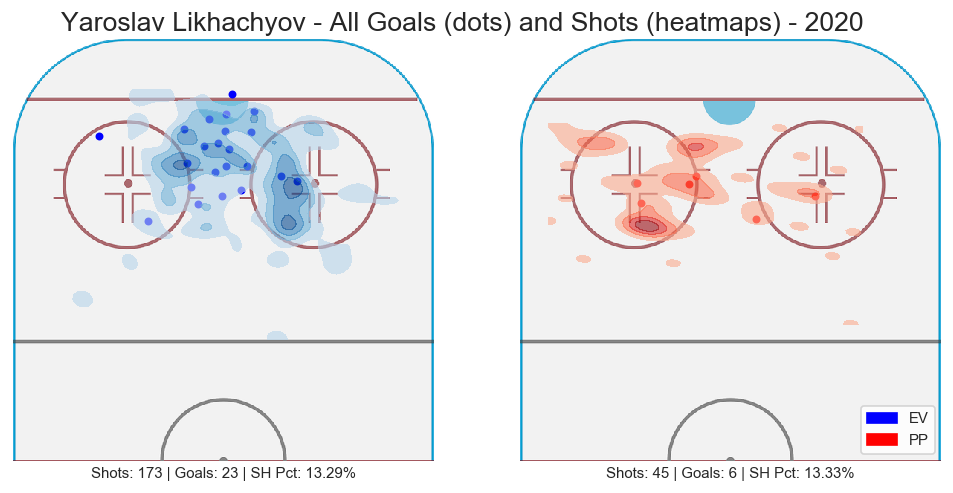 Yaroslav Likhachyov - All Goals (dots) and Shots (heatmaps) - 2020
EV
PP
Shots: 173 | Goals: 23 | SH Pct: 13.29%
Shots: 45 | Goals: 6 | SH Pct: 13.33%